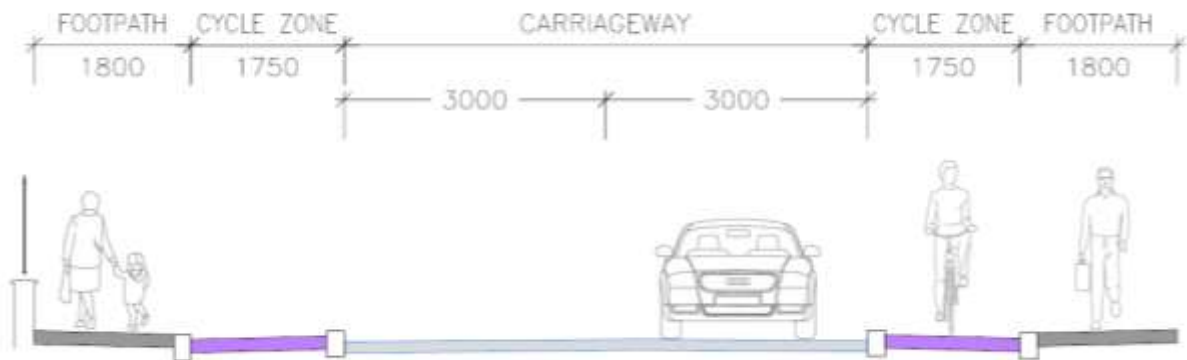 FOOTPATH CYCLE ZONE CARRIAGEWAY CYCLE ZONE FOOTPATH
1800 1750 1750 1800
3000 3000